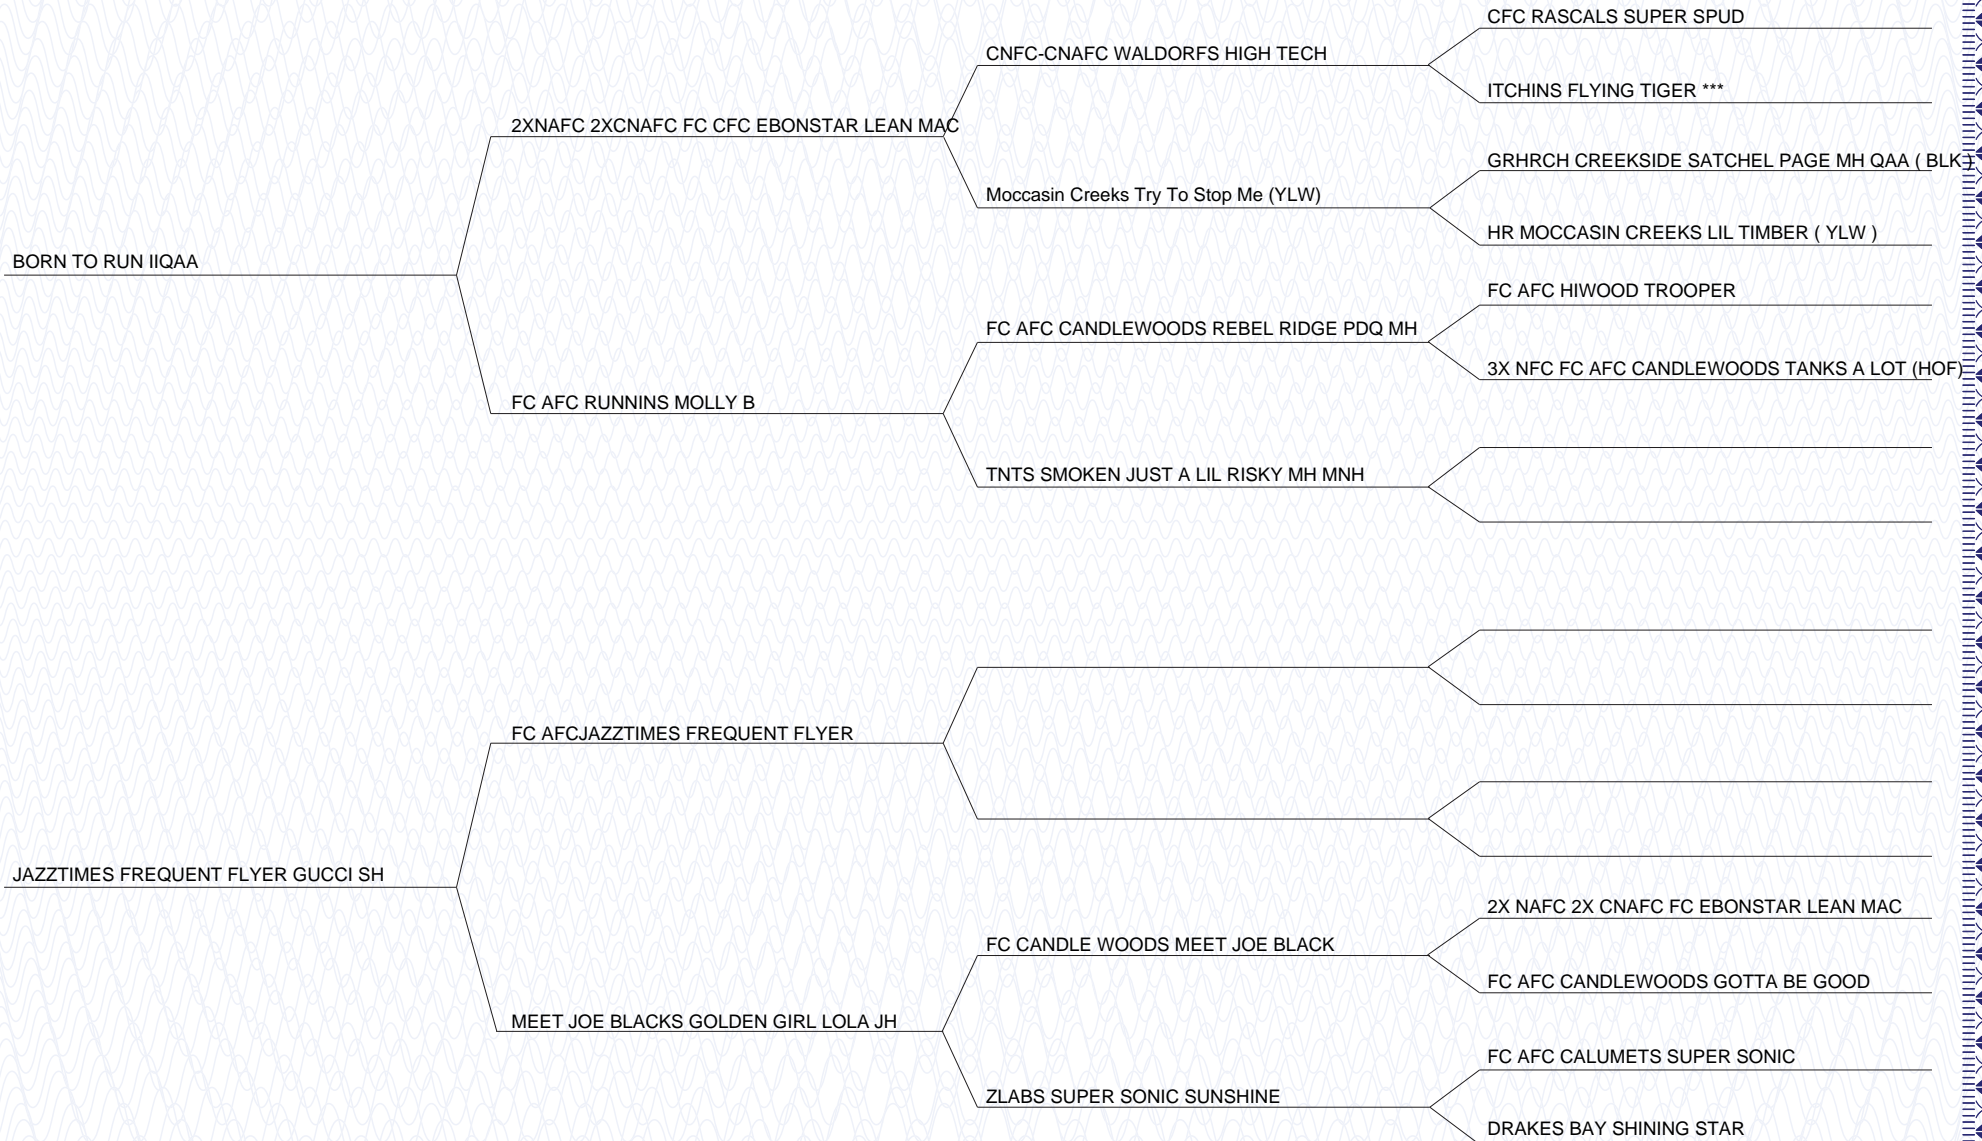 CFC RASCALS SUPER SPUD
CNFC-CNAFC WALDORFS HIGH TECH
ITCHINS FLYING TIGER ***
2XNAFC 2XCNAFC FC CFC EBONSTAR LEAN MAC
GRHRCH CREEKSIDE SATCHEL PAGE MH QAA ( BLK )
Moccasin Creeks Try To Stop Me (YLW)
HR MOCCASIN CREEKS LIL TIMBER ( YLW )
BORN TO RUN IIQAA
FC AFC HIWOOD TROOPER
FC AFC CANDLEWOODS REBEL RIDGE PDQ MH
3X NFC FC AFC CANDLEWOODS TANKS A LOT (HOF)
FC AFC RUNNINS MOLLY B
TNTS SMOKEN JUST A LIL RISKY MH MNH
FC AFCJAZZTIMES FREQUENT FLYER
JAZZTIMES FREQUENT FLYER GUCCI SH
2X NAFC 2X CNAFC FC EBONSTAR LEAN MAC
FC CANDLE WOODS MEET JOE BLACK
FC AFC CANDLEWOODS GOTTA BE GOOD
MEET JOE BLACKS GOLDEN GIRL LOLA JH
FC AFC CALUMETS SUPER SONIC
ZLABS SUPER SONIC SUNSHINE
DRAKES BAY SHINING STAR